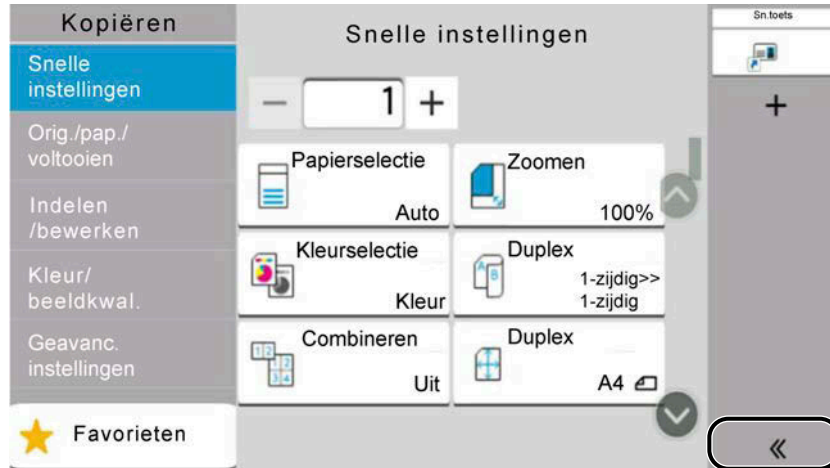 Kopiëren
Snelle
instellingen
Orig./pap./
voltooien
Indelen
/bewerken
Kleur/
beeldkwal.
Geavanc.
instellingen
Favorieten
Snelle instellingen
− 1 +
Papierselectie
Auto
Zoomen
100%
Kleurselectie
Kleur
Duplex
1-zijdig>>
1-zijdig
Combineren
Uit
Duplex
A4
Sn.toets
+
«